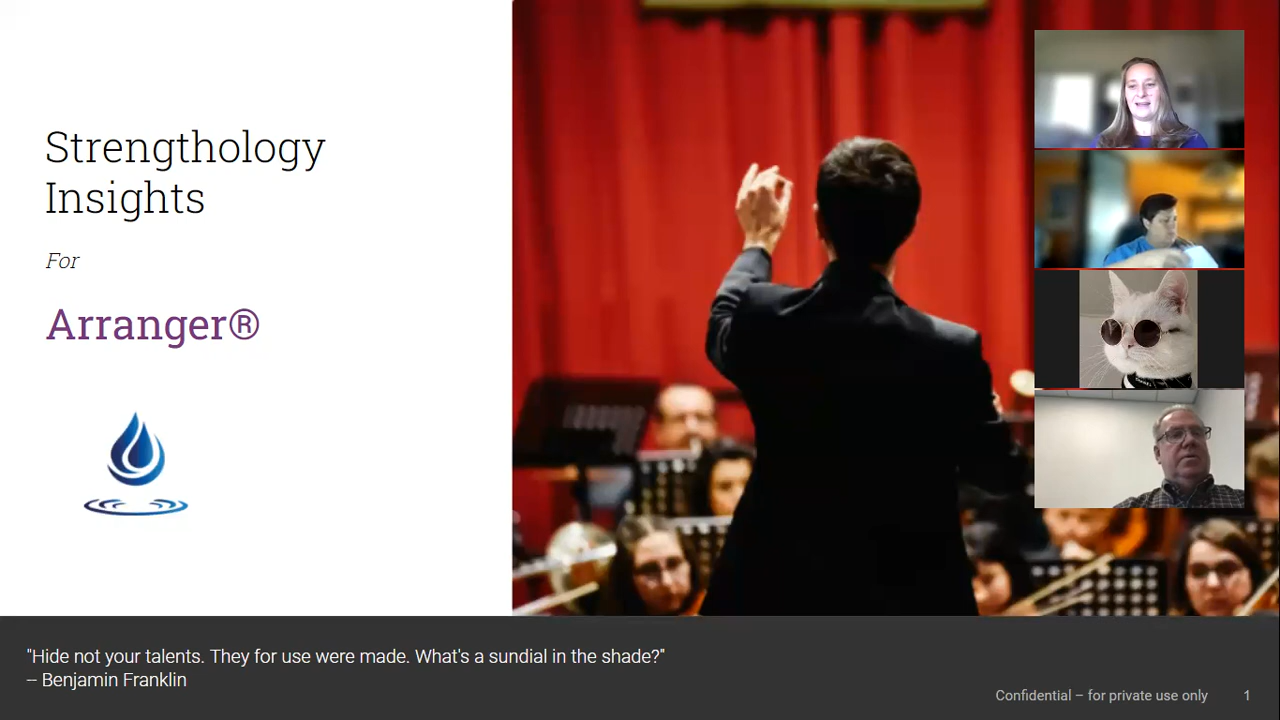 Strengthology
Insights
For
Arranger®
"Hide not your talents. They for use were made. What's a sundial in the shade?"
– Benjamin Franklin
Confidential – for private use only
1